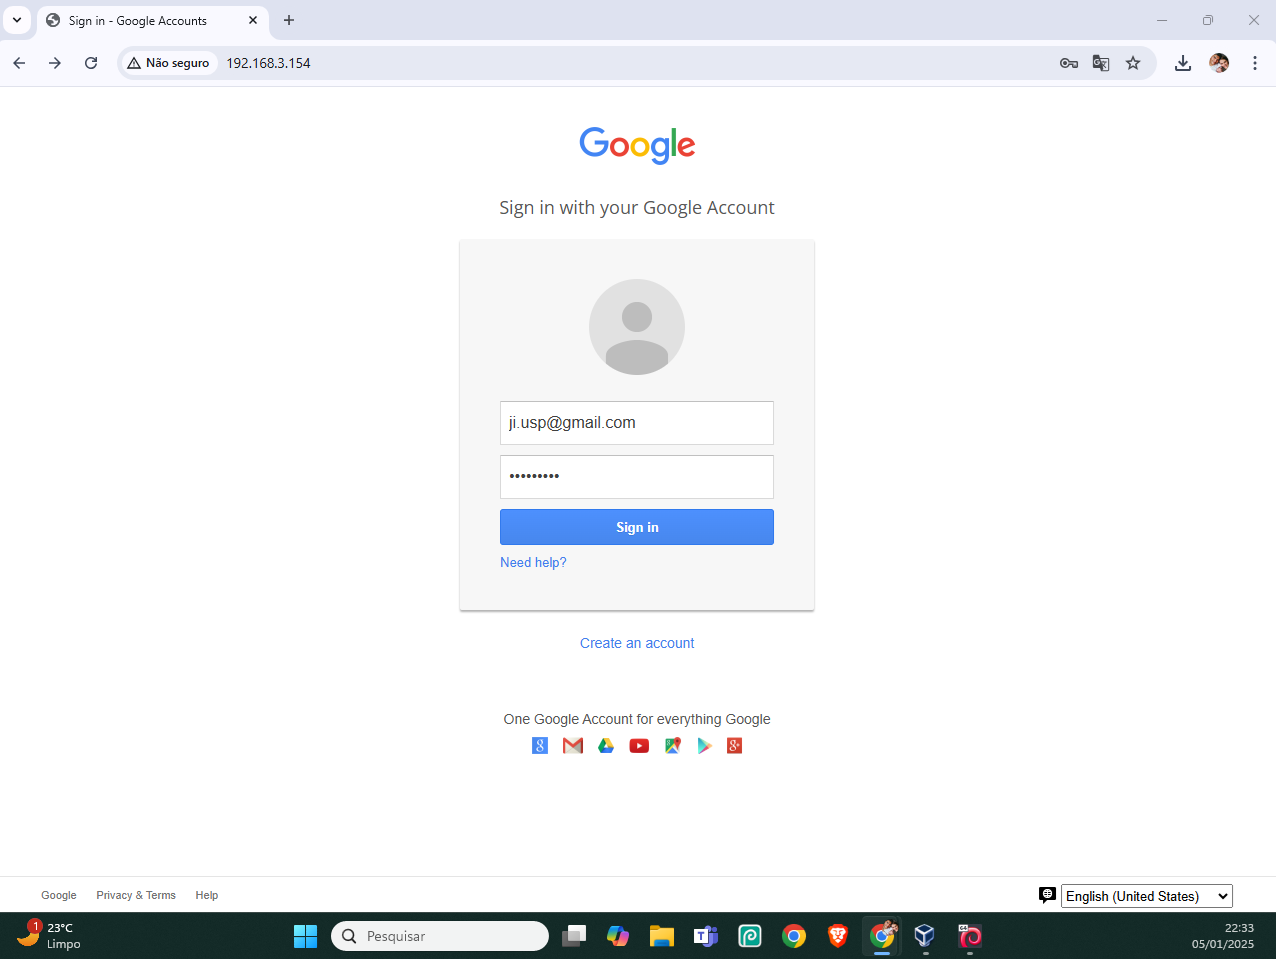 Sign in - Google Accounts
Não seguro
192.168.3.154
Google
Sign in with your Google Account
ji.usp@gmail.com
•••••••••
Sign in
Need help?
Create an account
One Google Account for everything Google
Google Privacy & Terms Help
English (United States)
1
23°C
Limpo
Pesquisar
64
22:33
05/01/2025